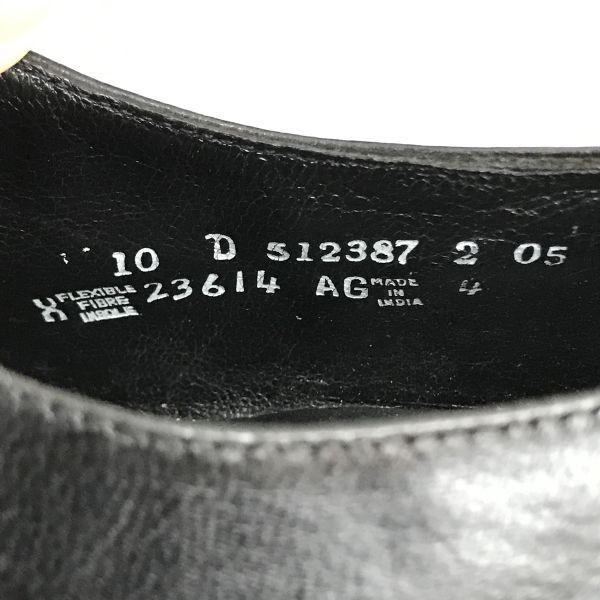 10 D 512387 2 05
FLEXIBLE FIBRE INSOLE 23614 AG MADE IN INDIA 4